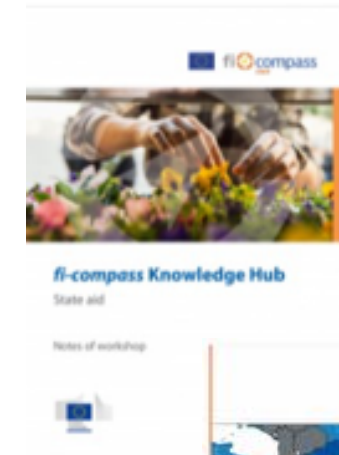 fi compass
fi-compass Knowledge Hub
State aid
Notes of workshop